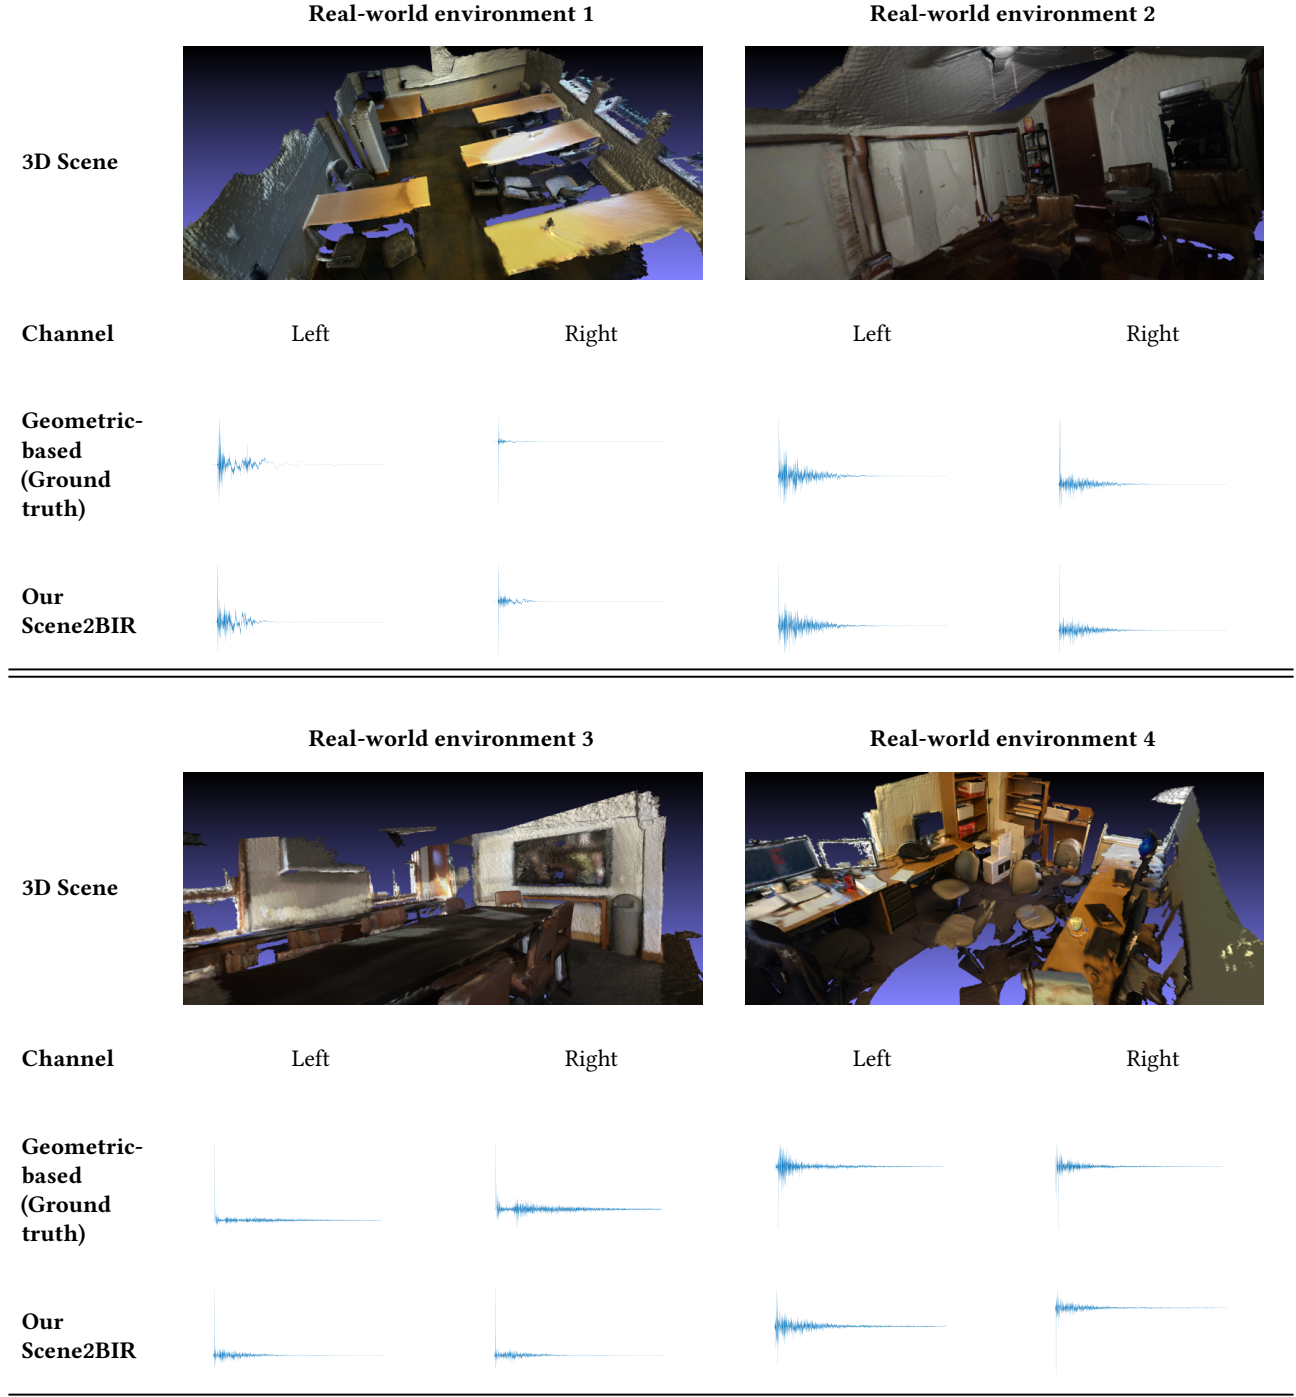 Real-world environment 1
Real-world environment 2
3D Scene
Channel
Left
Right
Left
Right
Geometric-
based
(Ground
truth)
Our
Scene2BIR
Real-world environment 3
Real-world environment 4
3D Scene
Channel
Left
Right
Left
Right
Geometric-
based
(Ground
truth)
Our
Scene2BIR